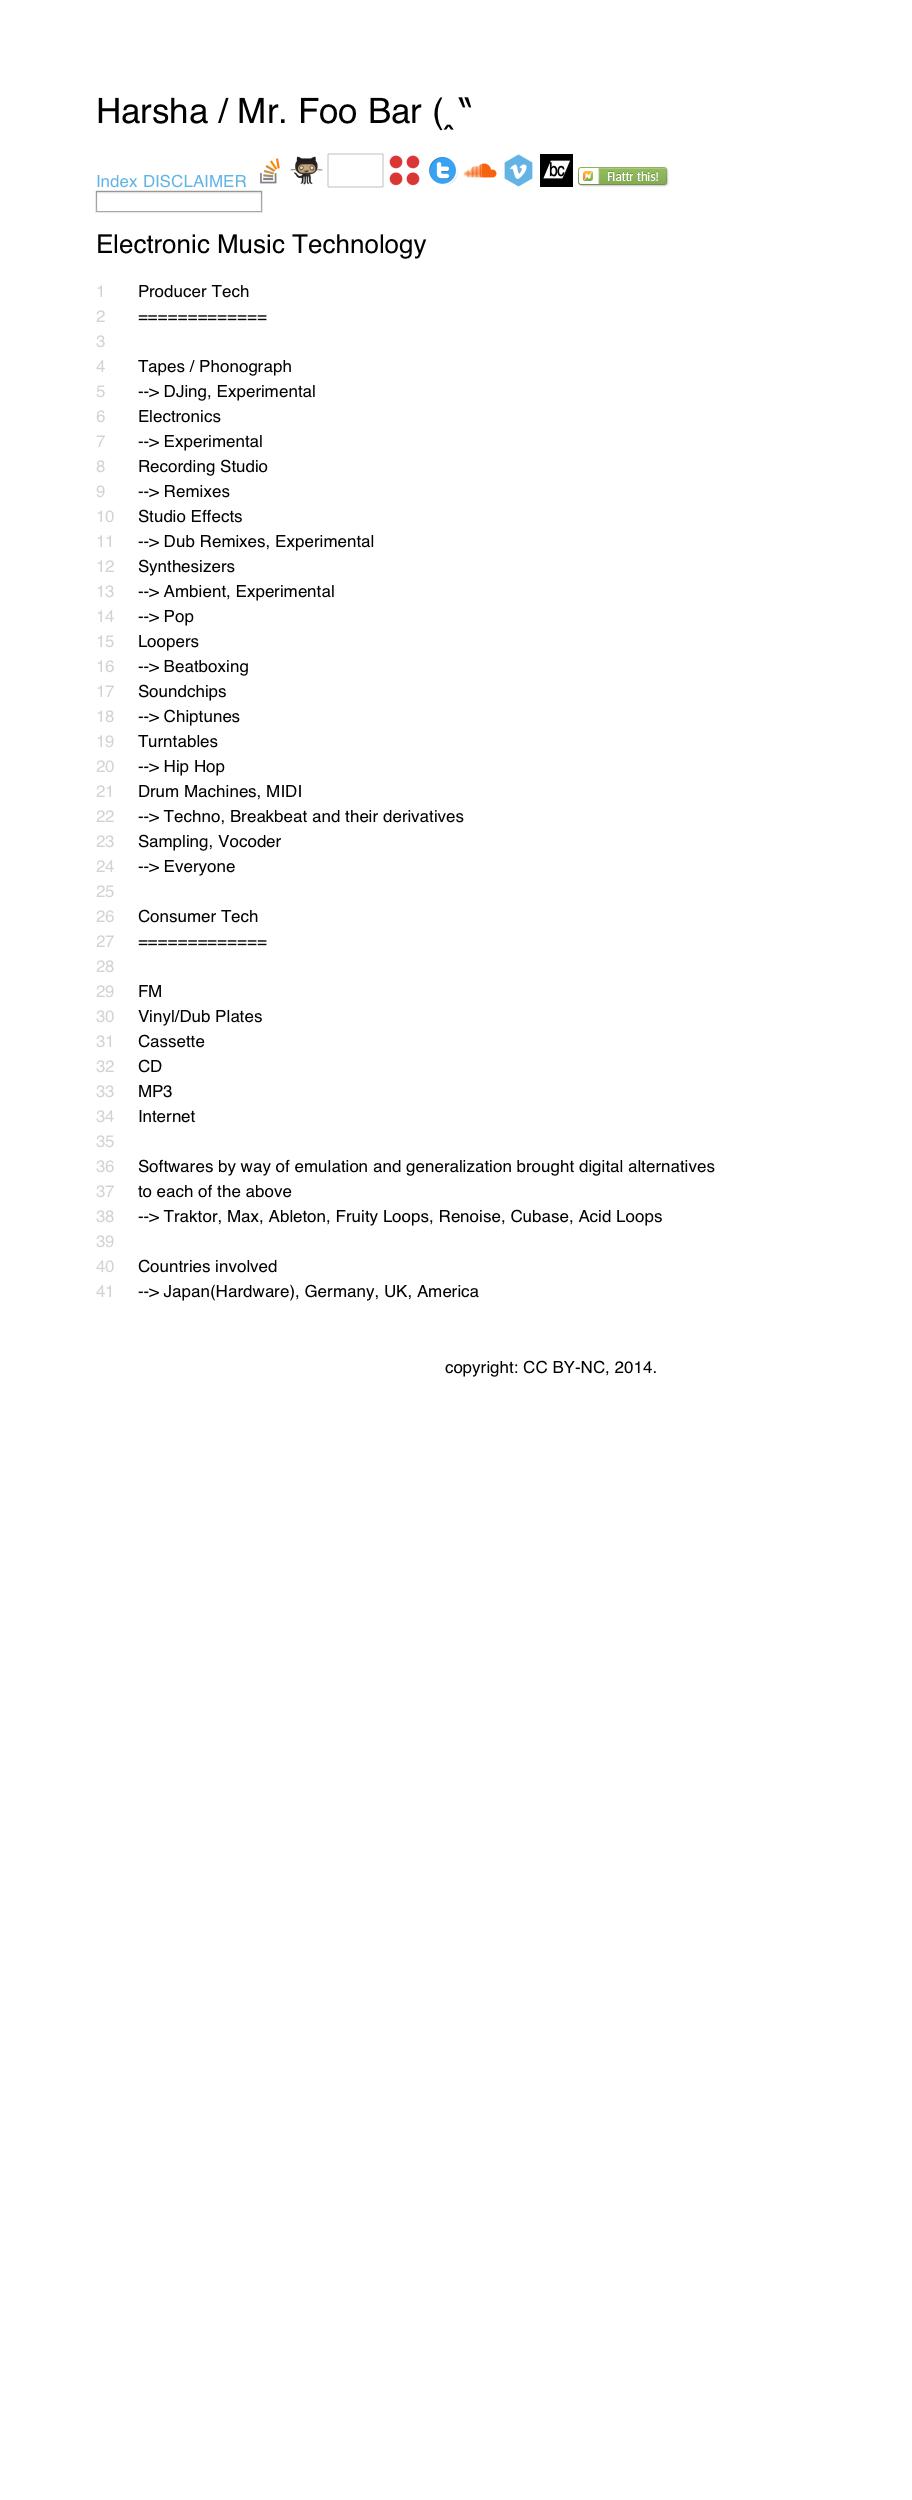 Harsha / Mr. Foo Bar (‸‶
Index DISCLAIMER
bc
Flattr this!
Electronic Music Technology
1 Producer Tech
2 =============
3
4 Tapes / Phonograph
5 --> DJing, Experimental
6 Electronics
7 --> Experimental
8 Recording Studio
9 --> Remixes
10 Studio Effects
11 --> Dub Remixes, Experimental
12 Synthesizers
13 --> Ambient, Experimental
14 --> Pop
15 Loopers
16 --> Beatboxing
17 Soundchips
18 --> Chiptunes
19 Turntables
20 --> Hip Hop
21 Drum Machines, MIDI
22 --> Techno, Breakbeat and their derivatives
23 Sampling, Vocoder
24 --> Everyone
25
26 Consumer Tech
27 =============
28
29 FM
30 Vinyl/Dub Plates
31 Cassette
32 CD
33 MP3
34 Internet
35
36 Softwares by way of emulation and generalization brought digital alternatives
37 to each of the above
38 --> Traktor, Max, Ableton, Fruity Loops, Renoise, Cubase, Acid Loops
39
40 Countries involved
41 --> Japan(Hardware), Germany, UK, America
copyright: CC BY-NC, 2014.